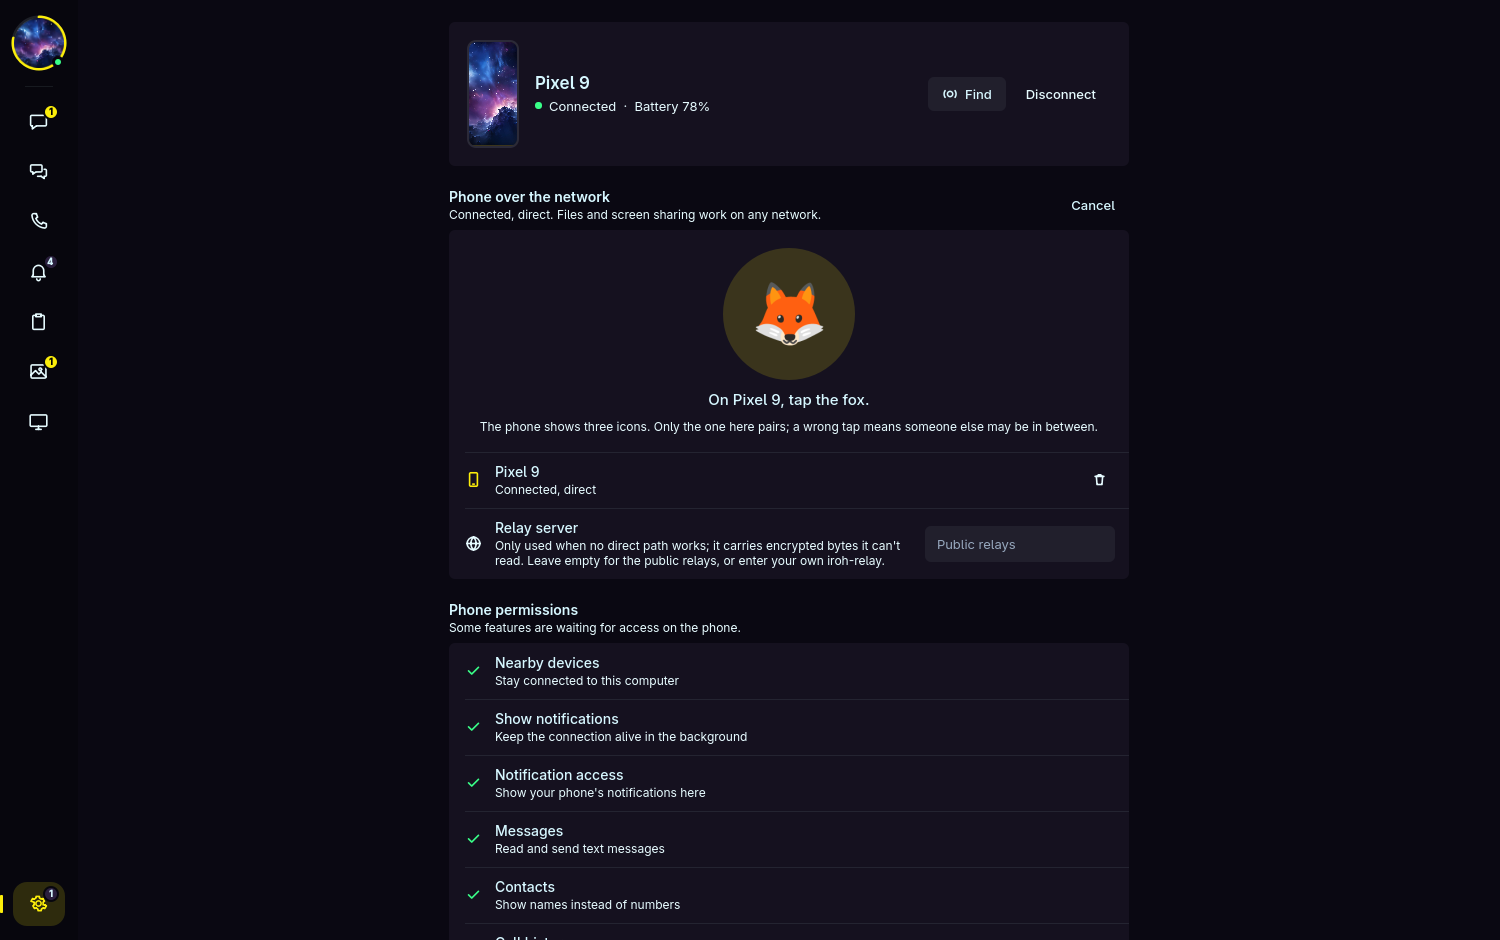 1
4
1
1
Pixel 9
Connected · Battery 78%
Find
Disconnect
Phone over the network
Connected, direct. Files and screen sharing work on any network.
Cancel
On Pixel 9, tap the fox.
The phone shows three icons. Only the one here pairs; a wrong tap means someone else may be in between.
Pixel 9
Connected, direct
Relay server
Only used when no direct path works; it carries encrypted bytes it can't
read. Leave empty for the public relays, or enter your own iroh-relay.
Public relays
Phone permissions
Some features are waiting for access on the phone.
Nearby devices
Stay connected to this computer
Show notifications
Keep the connection alive in the background
Notification access
Show your phone's notifications here
Messages
Read and send text messages
Contacts
Show names instead of numbers